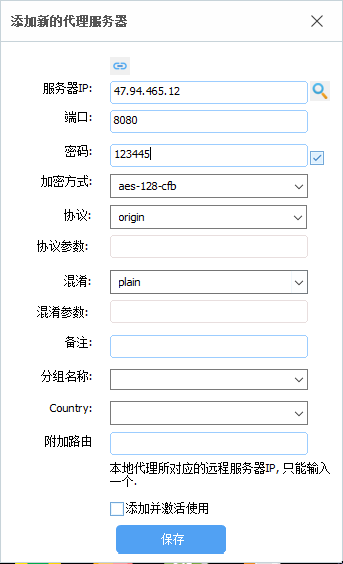 添加新的代理服务器
服务器IP: 47.94.465.12
端口: 8080
密码: 123445
加密方式: aes-128-cfb
协议: origin
协议参数:
混淆: plain
混淆参数:
备注:
分组名称:
Country:
附加路由
本地代理所对应的远程服务器IP, 只能输入
一个.
添加并激活使用
保存